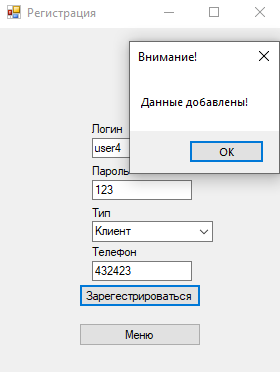 Регистрация
Внимание!
Данные добавлены!
OK
Логин
user4
Пароль
123
Тип
Клиент
Телефон
432423
Зарегестрироваться
Меню